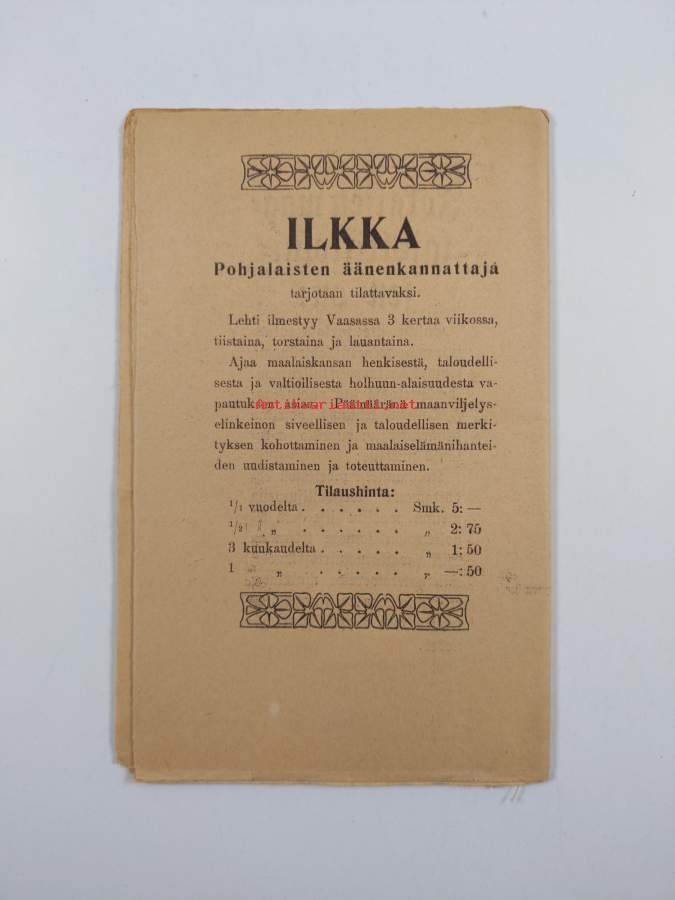 ILKKA
Pohjalaisten äänenkannattaja
tarjotaan tilattavaksi.
Lehti ilmestyy Vaasassa 3 kertaa viikossa,
tiistaina, torstaina ja lauantaina.
Ajaa maalaiskansan henkisestä, taloudelli-
sesta ja valtioilisesta holhuun-alaisuudesta va-
pautuksen asiaa. Päämääränä maanviljelys-
elinkeinon siveellisen ja taloudellisen merki-
tyksen kohottaminen ja maalaiselämänihantei-
den uudistaminen ja toteuttaminen.
Tilaushinta:
1/1 vuodelta . . . . . . Smk. 5: —
1/2 „ . . . . . . „ 2: 75
3 kuukaudelta . . . . . „ 1: 50
1 „ . . . . . . „ —: 50